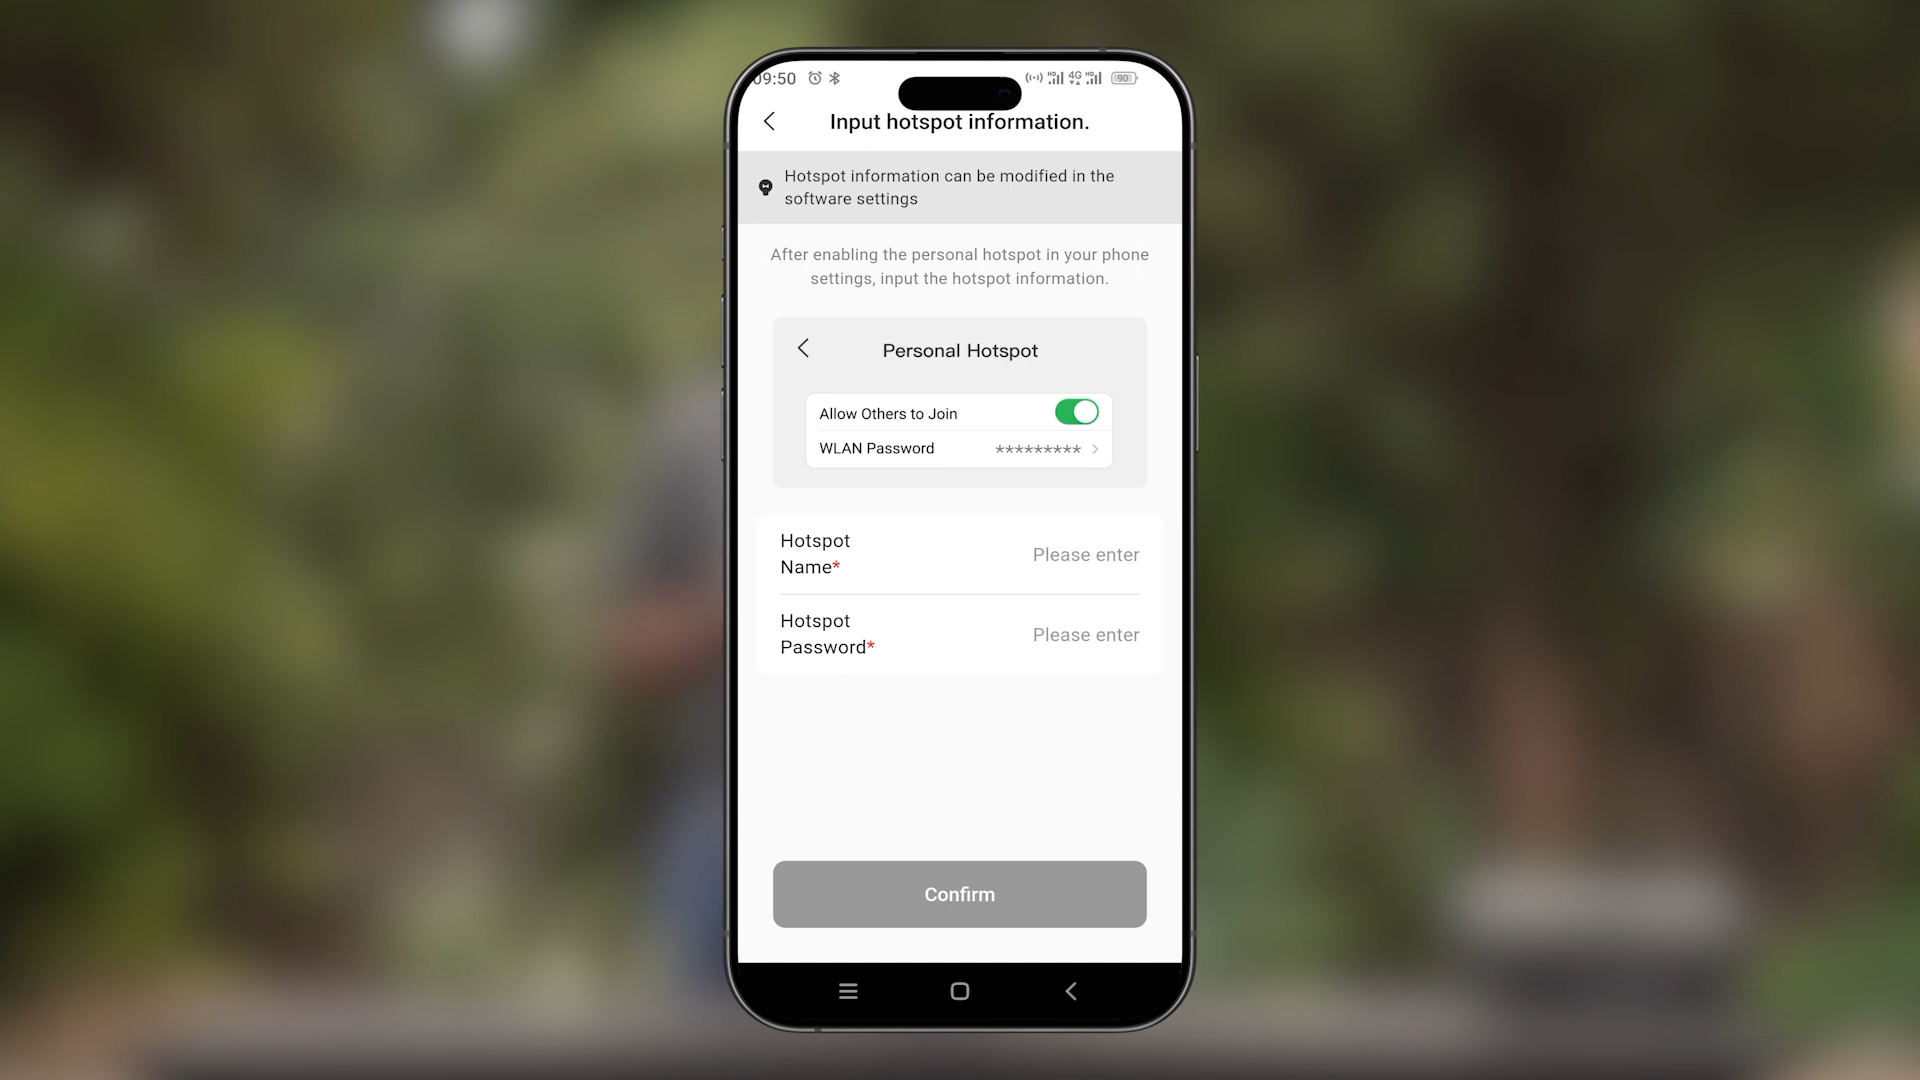 09:50
4G
90
Input hotspot information.
Hotspot information can be modified in the
software settings
After enabling the personal hotspot in your phone
settings, input the hotspot information.
Personal Hotspot
Allow Others to Join
WLAN Password *********
Hotspot
Name*
Please enter
Hotspot
Password*
Please enter
Confirm